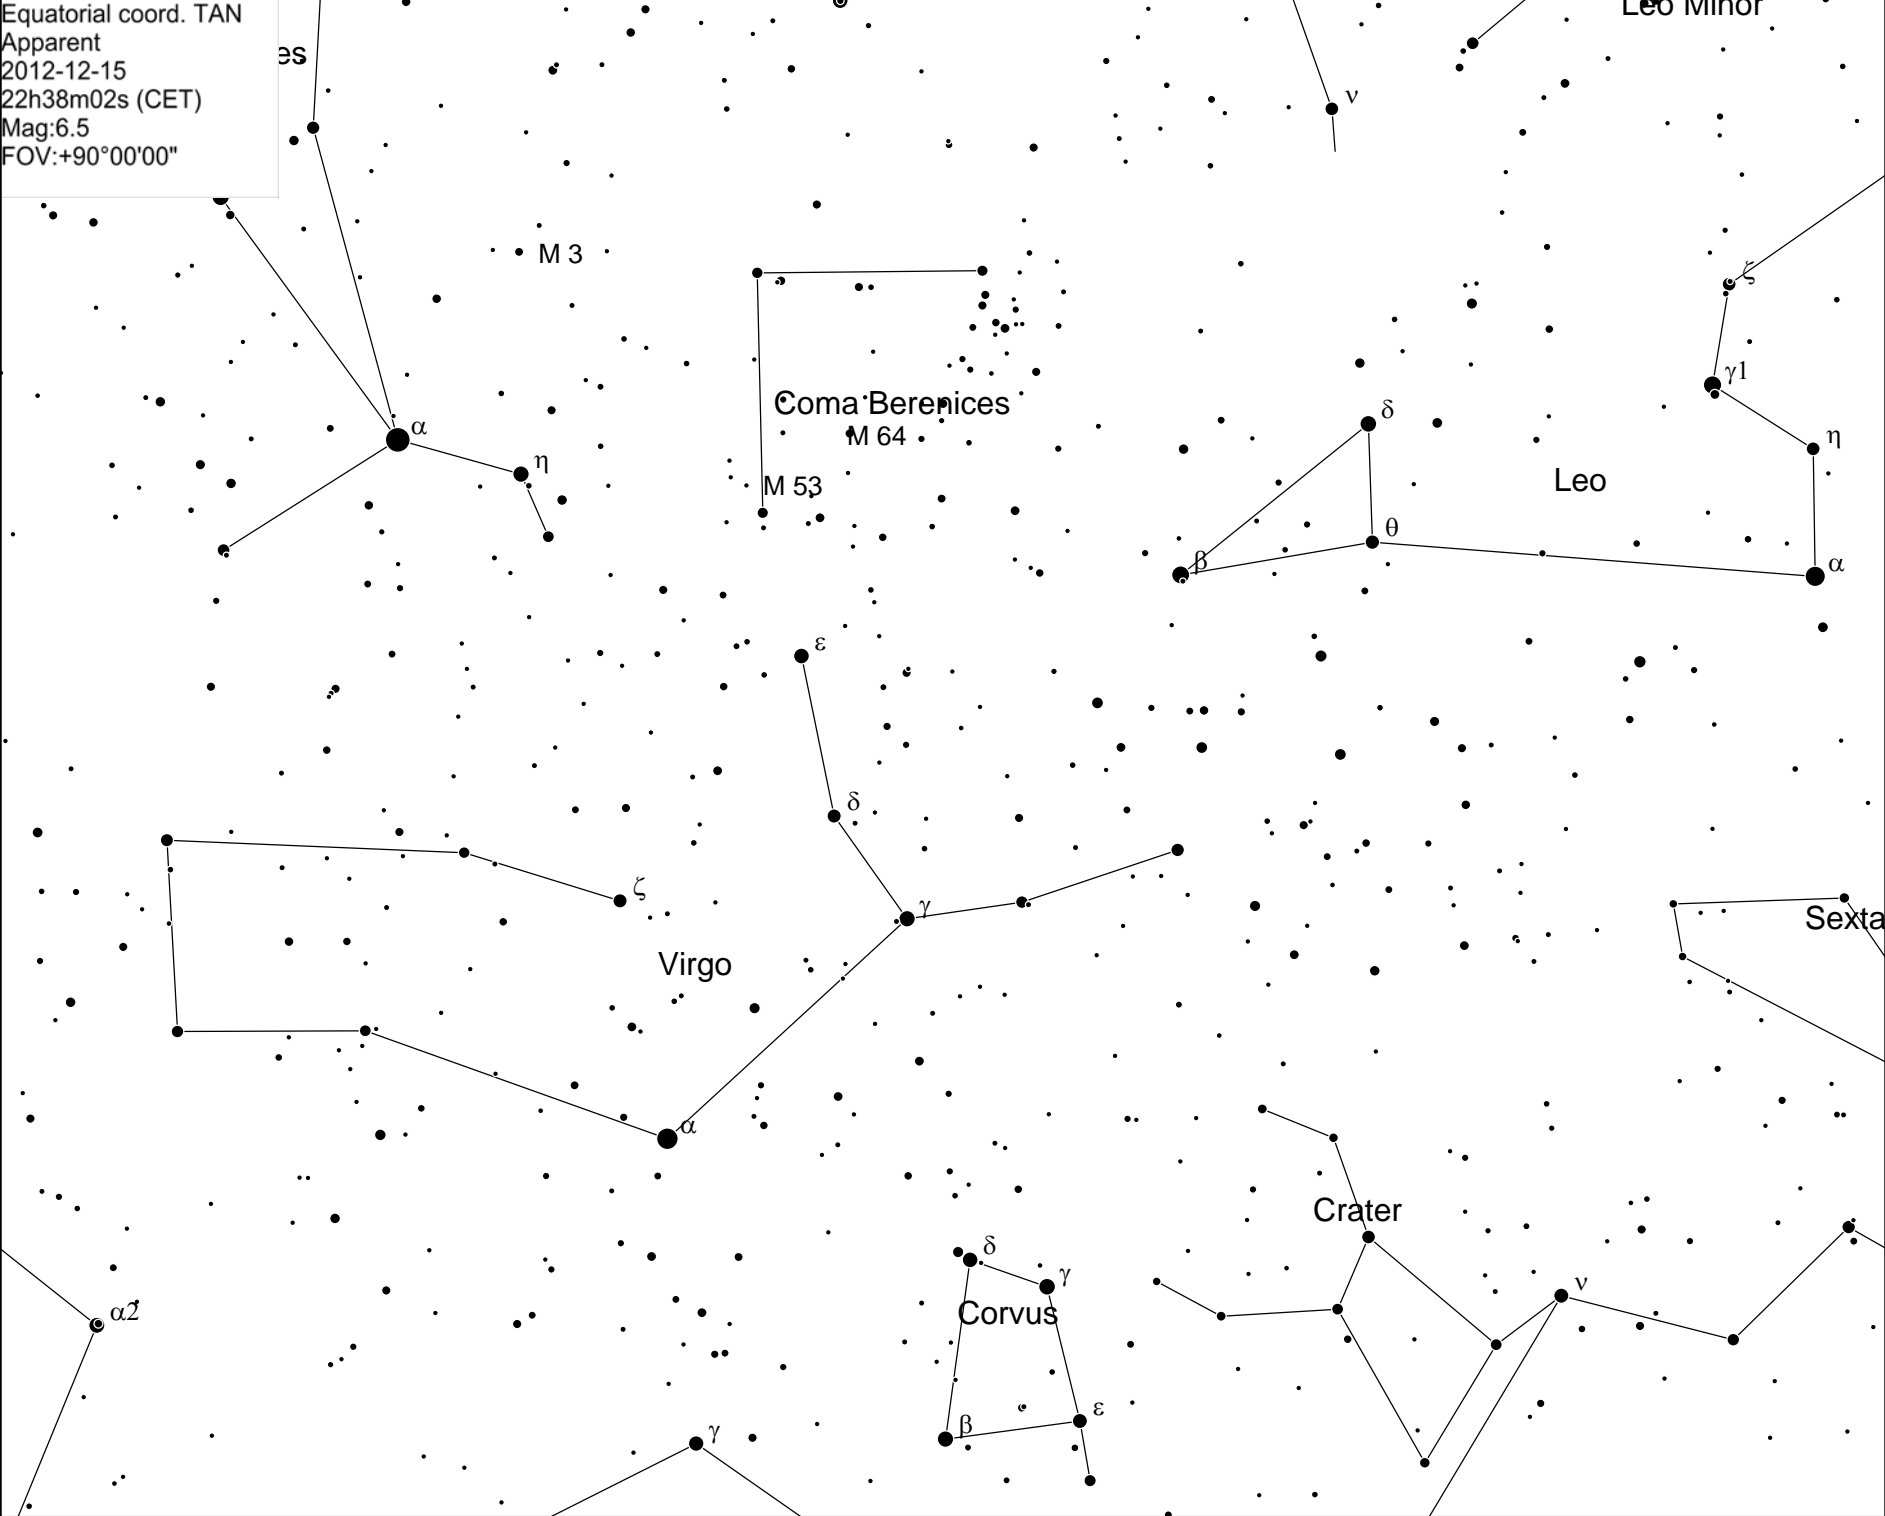 Equatorial coord. TAN
Apparent
2012-12-15
22h38m02s (CET)
Mag:6.5
FOV:+90°00'00"
es
Leo Minor
ν
M 3
ζ
γ1
Coma Berenices
M 64
δ
α
η
η
Leo
M 53
θ
β
α
ε
δ
ζ
γ
Sexta
Virgo
α
Crater
δ
γ
ν
α2
Corvus
β
ε
γ